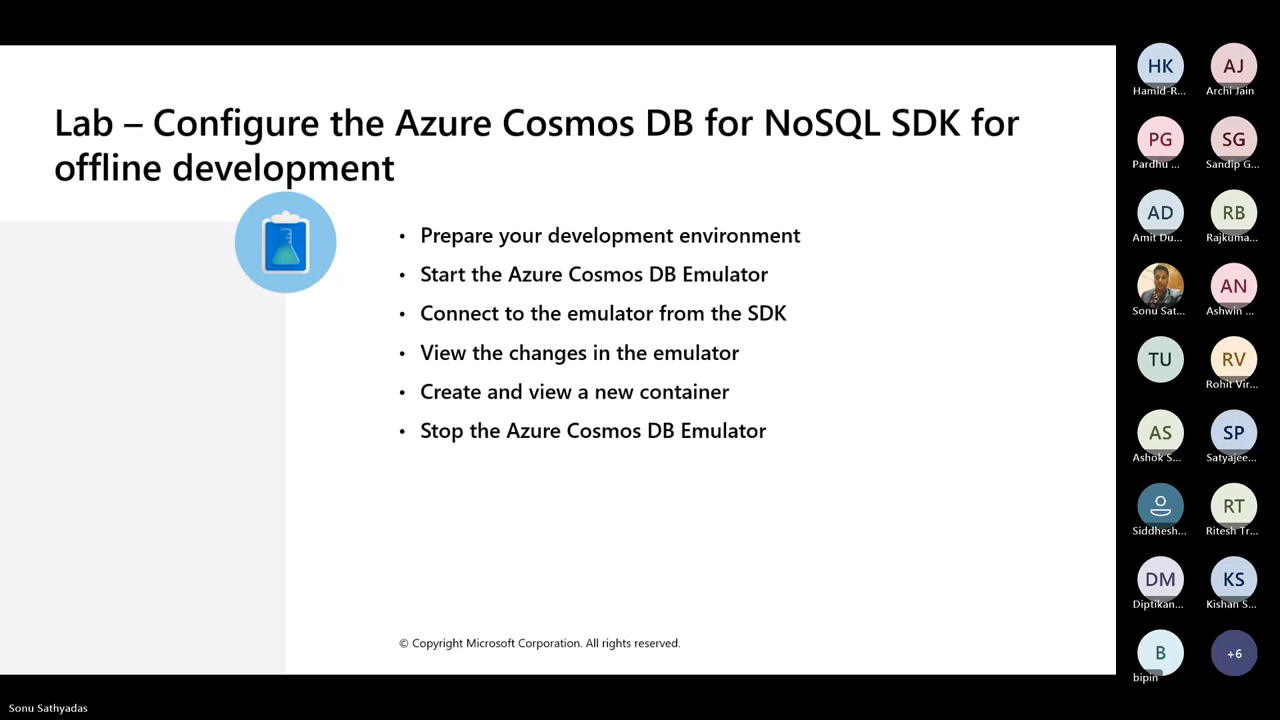 Lab – Configure the Azure Cosmos DB for NoSQL SDK for
offline development
• Prepare your development environment
• Start the Azure Cosmos DB Emulator
• Connect to the emulator from the SDK
• View the changes in the emulator
• Create and view a new container
• Stop the Azure Cosmos DB Emulator
© Copyright Microsoft Corporation. All rights reserved.
Sonu Sathyadas
HK
Hamid-R...
AJ
Archi Jain
PG
Pardhu ...
SG
Sandip G...
AD
Amit Du...
RB
Rajkuma...
Sonu Sat...
AN
Ashwin ...
TU
RV
Rohit Vir...
AS
Ashok S...
SP
Satyajee...
Siddhesh...
RT
Ritesh Tr...
DM
Diptikan...
KS
Kishan S...
B
bipin
+6